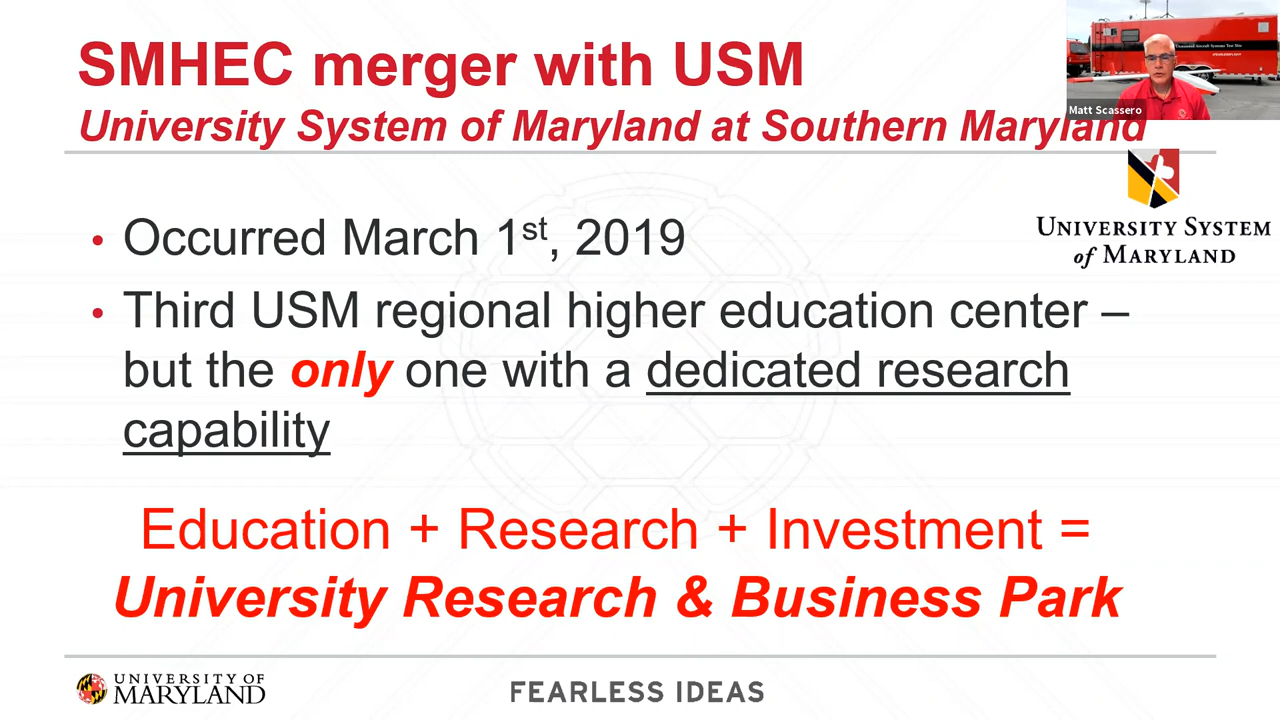 SMHEC merger with USM
University System of Maryland at Southern Maryland
Matt Scassero
UNIVERSITY SYSTEM
of MARYLAND
• Occurred March 1st, 2019
• Third USM regional higher education center –
but the only one with a dedicated research
capability
Education + Research + Investment =
University Research & Business Park
UNIVERSITY OF
MARYLAND
FEARLESS IDEAS